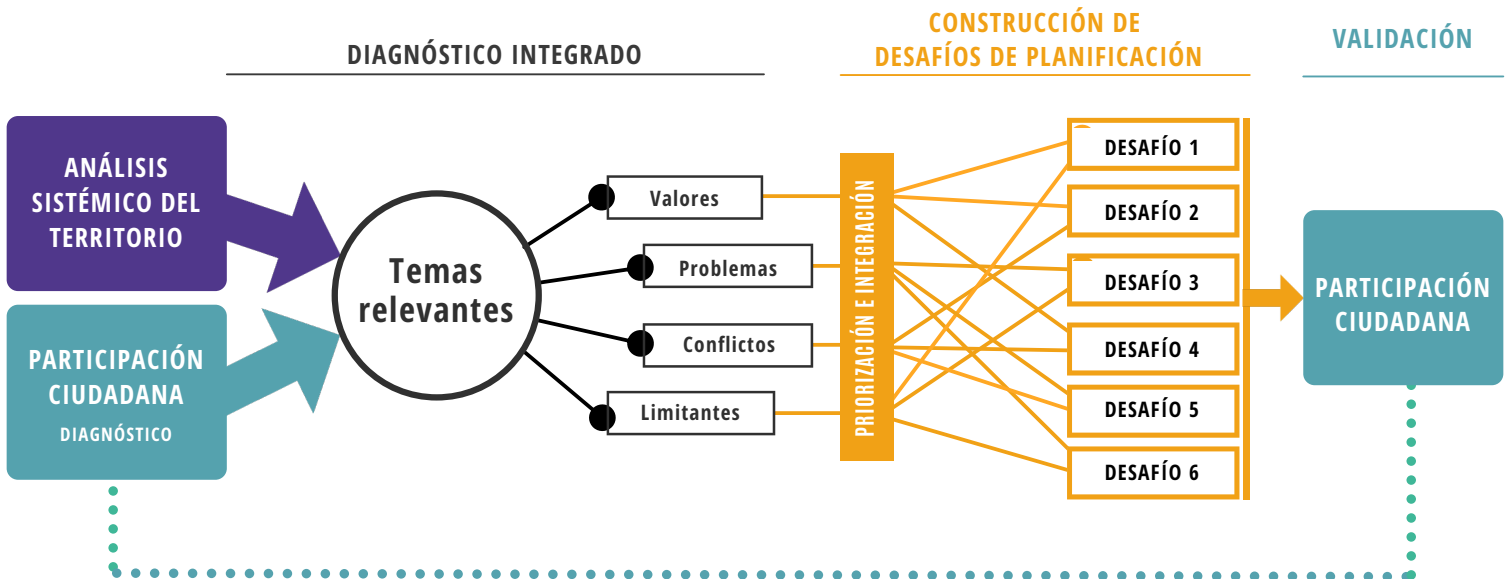 DIAGNÓSTICO INTEGRADO
CONSTRUCCIÓN DE
DESAFÍOS DE PLANIFICACIÓN
VALIDACIÓN
ANÁLISIS
SISTÉMICO DEL
TERRITORIO
PARTICIPACIÓN
CIUDADANA
DIAGNÓSTICO
Temas
relevantes
Valores
Problemas
Conflictos
Limitantes
PRIORIZACIÓN E INTEGRACIÓN
DESAFÍO 1
DESAFÍO 2
DESAFÍO 3
DESAFÍO 4
DESAFÍO 5
DESAFÍO 6
PARTICIPACIÓN
CIUDADANA